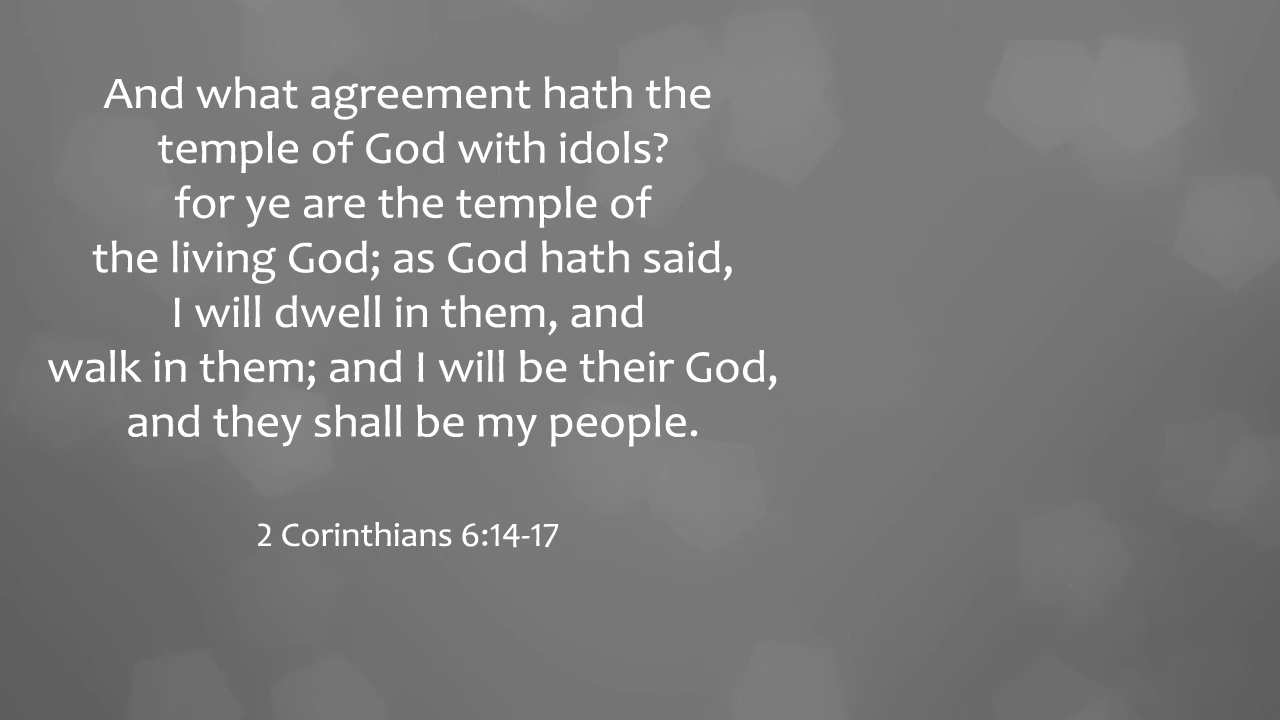 And what agreement hath the
temple of God with idols?
for ye are the temple of
the living God; as God hath said,
I will dwell in them, and
walk in them; and I will be their God,
and they shall be my people.
2 Corinthians 6:14-17